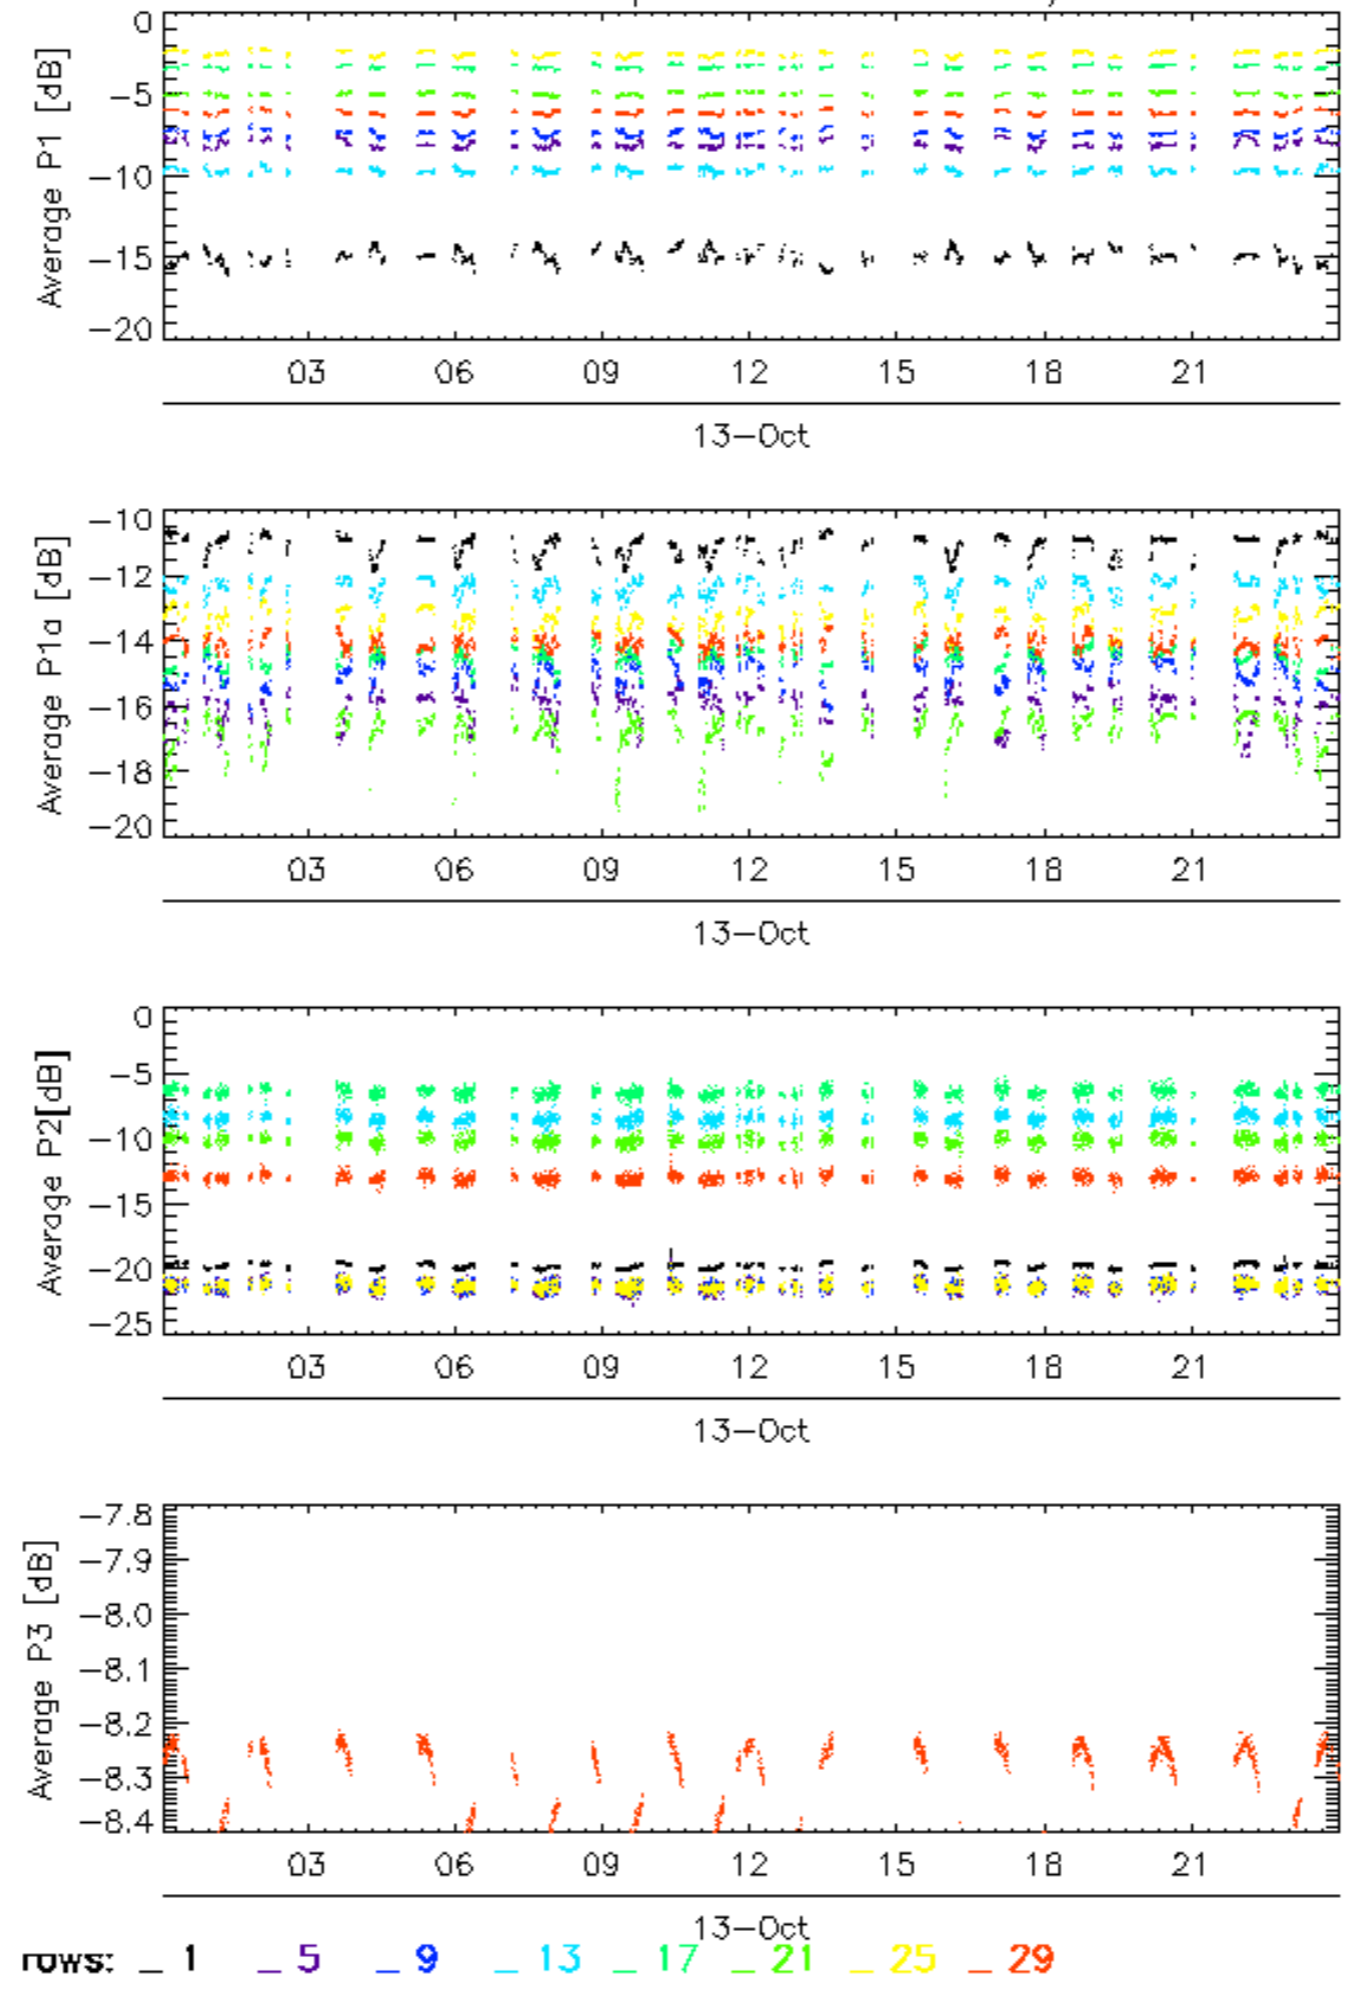 0
−5
−10
−15
−20
Average P1 [dB]
03 06 09 12 15 18 21
13−Oct
−10
−12
−14
−16
−18
−20
Average P1a [dB]
03 06 09 12 15 18 21
13−Oct
0
−5
−10
−15
−20
−25
Average P2[dB]
03 06 09 12 15 18 21
13−Oct
−7.8
−7.9
−8.0
−8.1
−8.2
−8.3
−8.4
Average P3 [dB]
03 06 09 12 15 18 21
13−Oct
rows: _ 1 _ 5 _ 9 _ 13 _ 17 _ 21 _ 25 _ 29